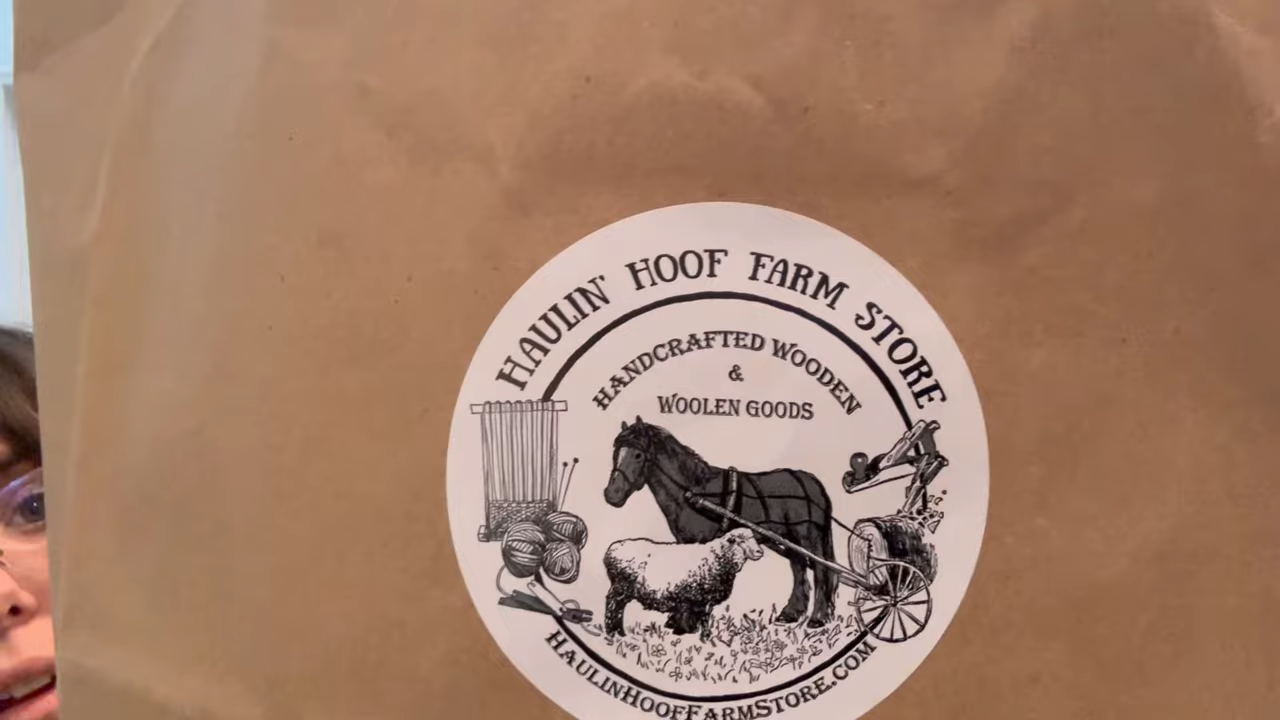 HAULIN' HOOF FARM STORE
HANDCRAFTED WOODEN
&
WOOLEN GOODS
HAULINHOOFFARMSTORE.COM